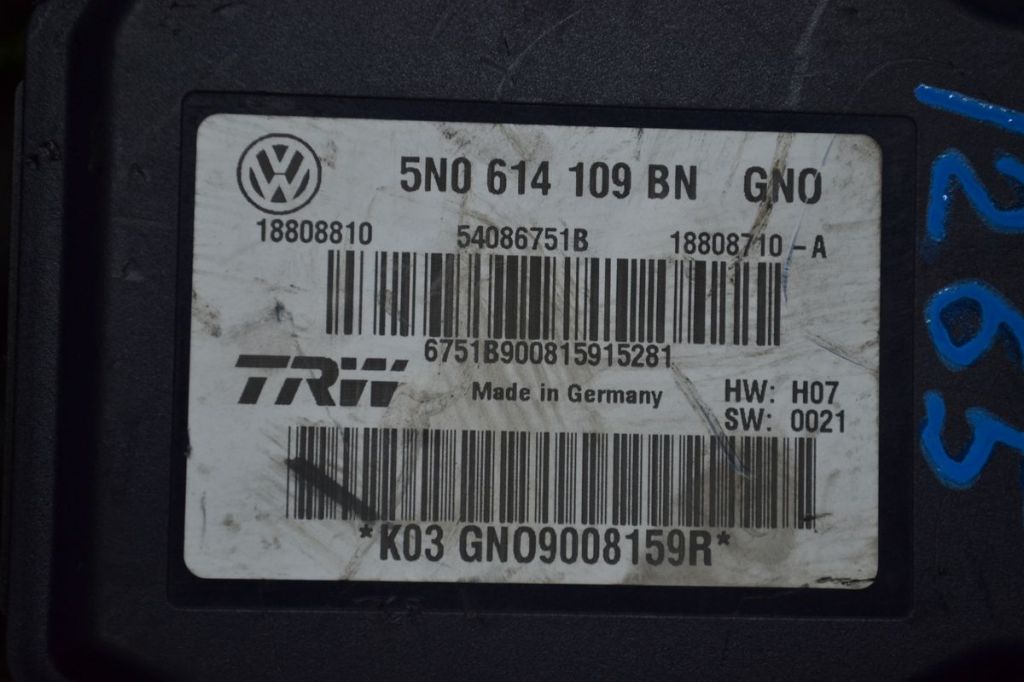 5N0 614 109 BN GNO
18808810 54086751B 18808710 - A
6751B900815915281
TRW
Made in Germany
HW: H07
SW: 0021
*K03 GNO9008159R*
1265